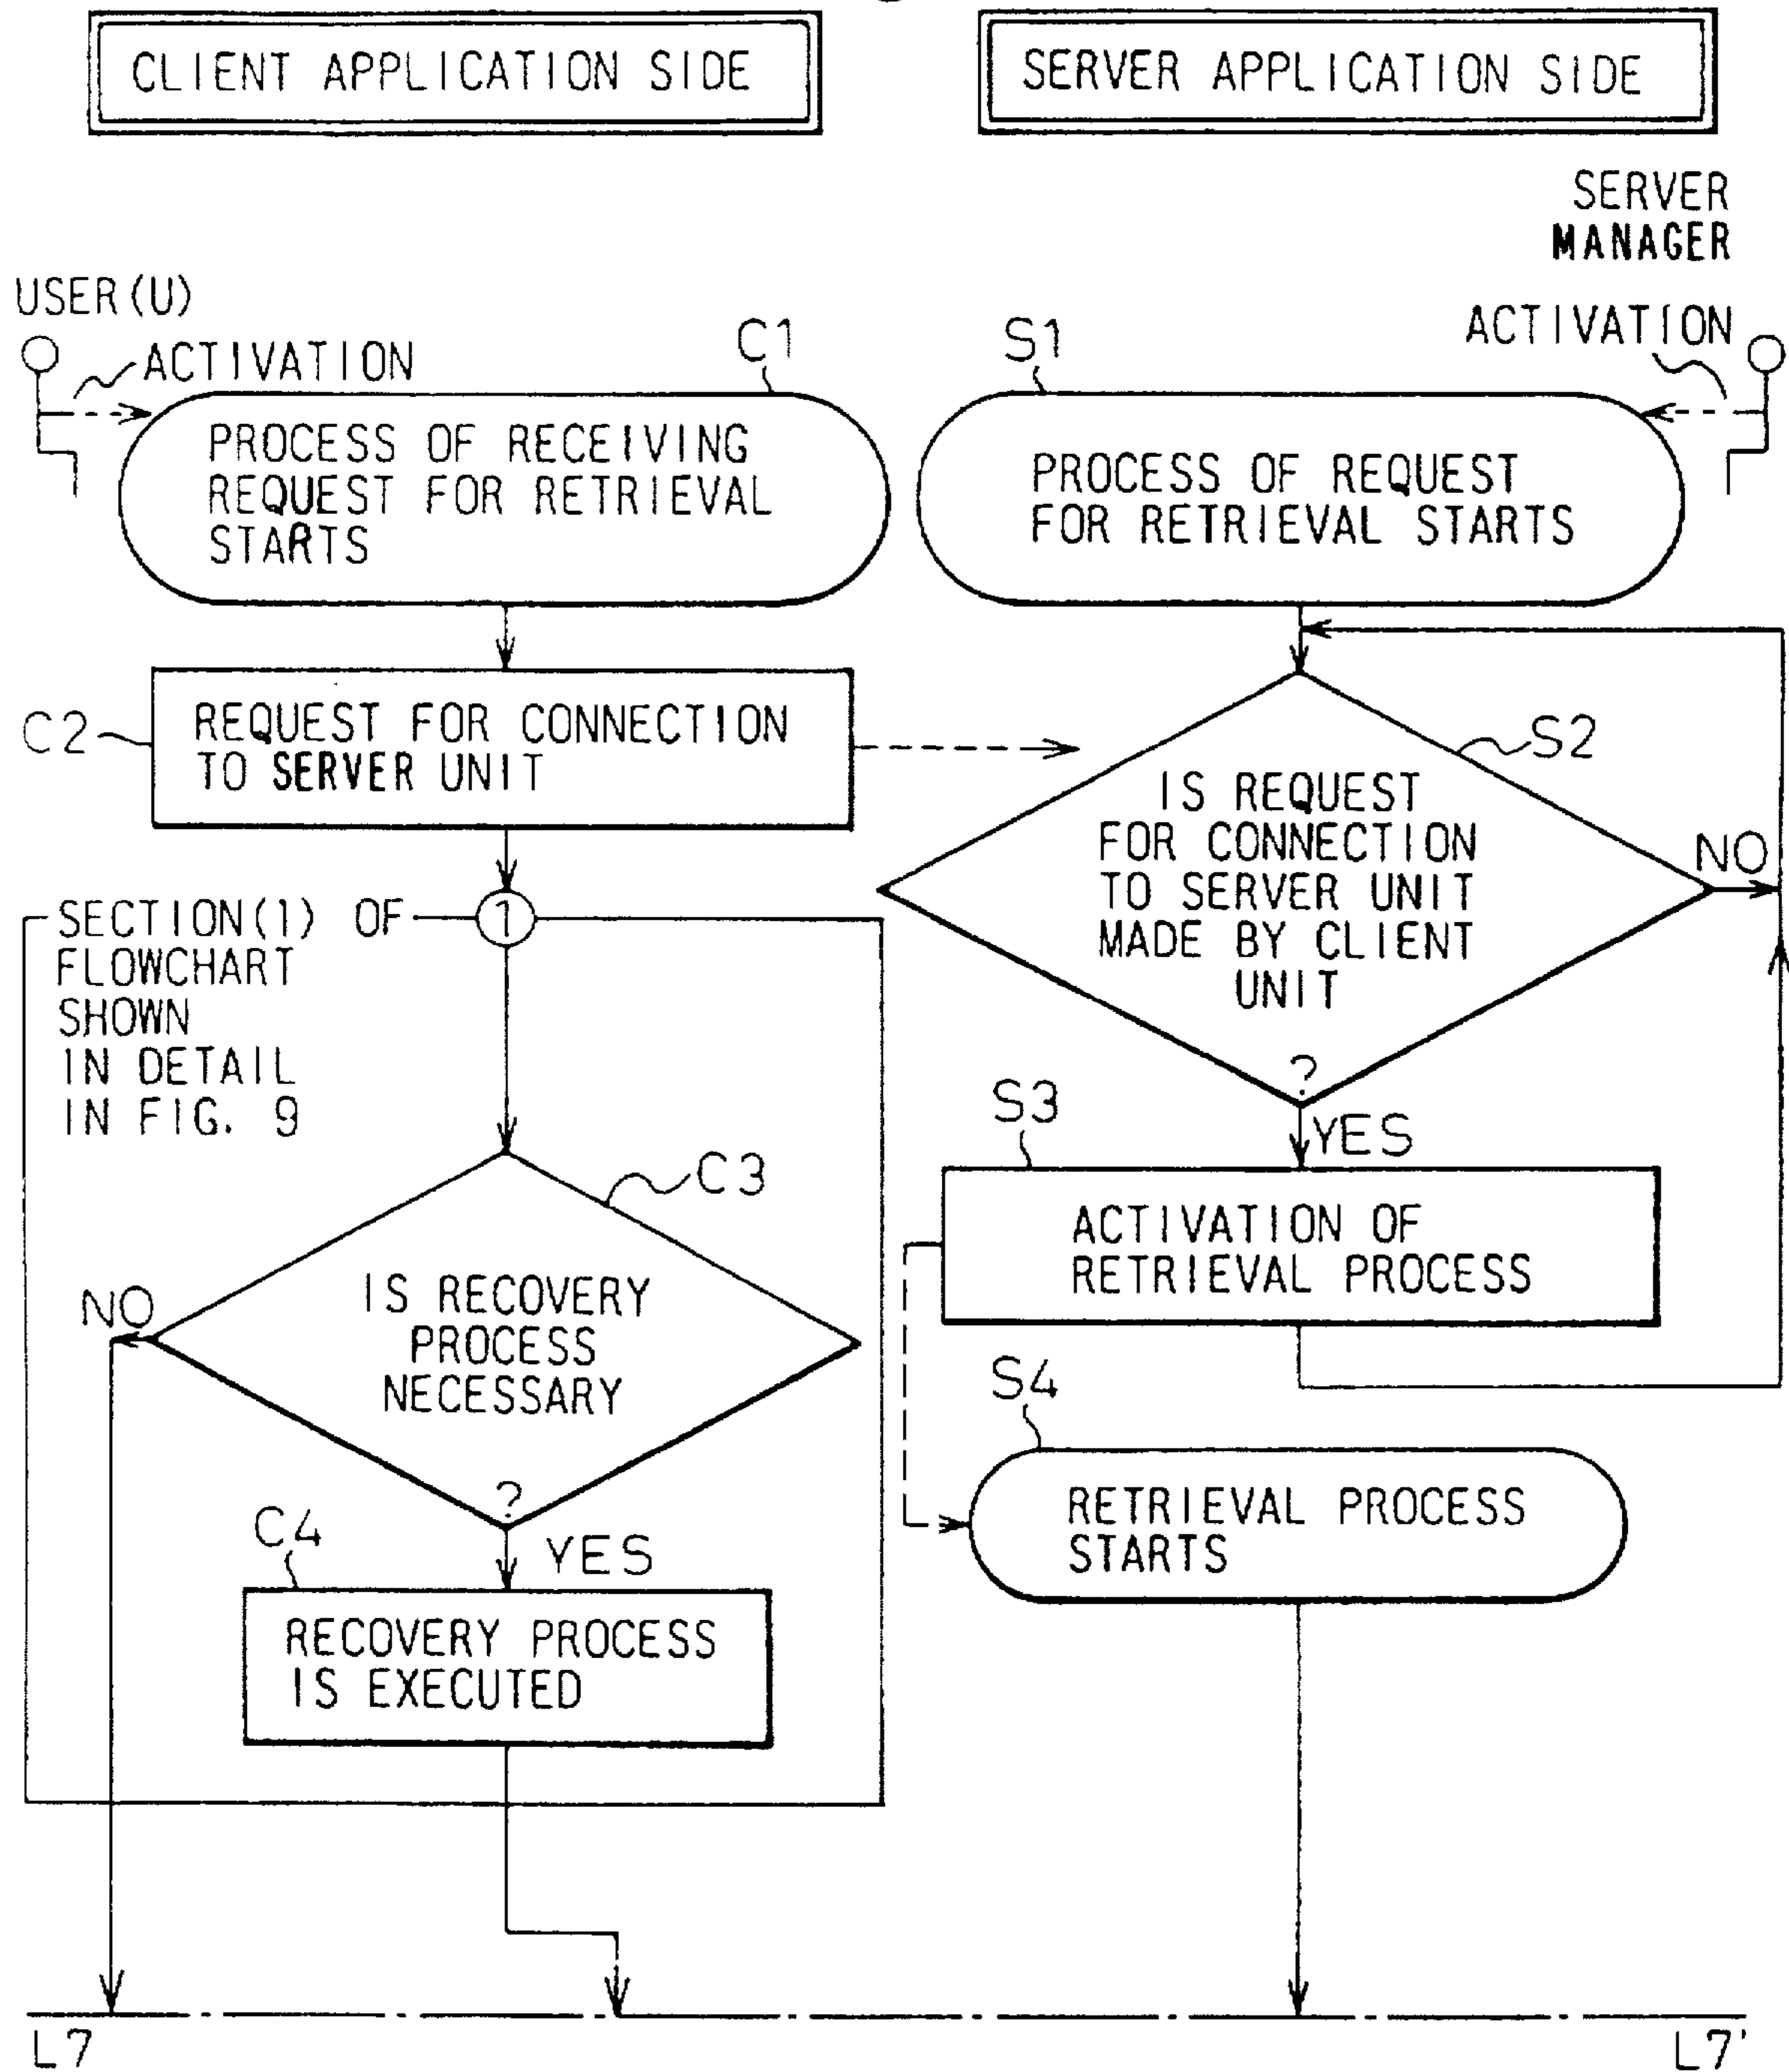 CLIENT APPLICATION SIDE
SERVER APPLICATION SIDE
SERVER
MANAGER
USER(U)
ACTIVATION
C1
S1
ACTIVATION
PROCESS OF RECEIVING
REQUEST FOR RETRIEVAL
STARTS
PROCESS OF REQUEST
FOR RETRIEVAL STARTS
C2
REQUEST FOR CONNECTION
TO SERVER UNIT
S2
IS REQUEST
FOR CONNECTION
TO SERVER UNIT
MADE BY CLIENT
UNIT
?
NO
YES
1
SECTION(1) OF
FLOWCHART
SHOWN
IN DETAIL
IN FIG. 9
C3
IS RECOVERY
PROCESS
NECESSARY
?
NO
YES
S3
ACTIVATION OF
RETRIEVAL PROCESS
S4
RETRIEVAL PROCESS
STARTS
C4
RECOVERY PROCESS
IS EXECUTED
L7
L7'